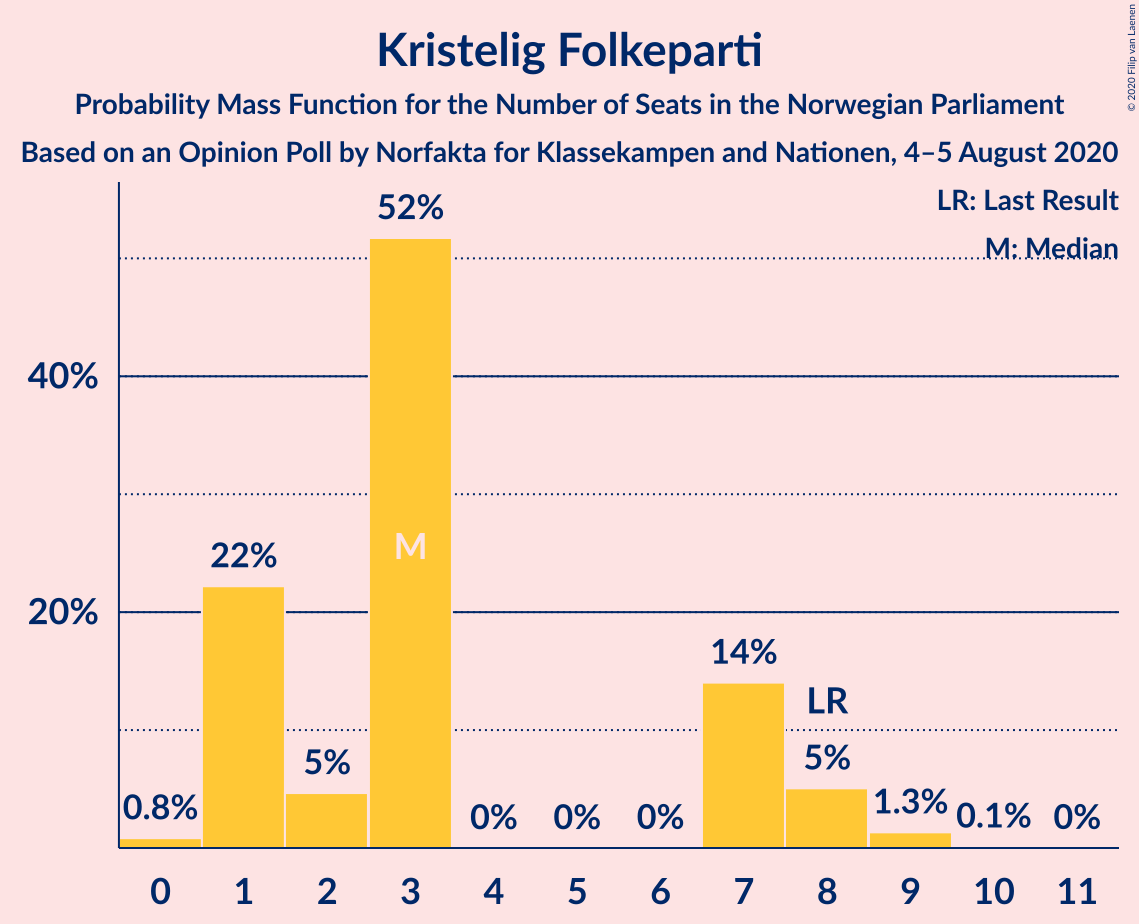 Kristelig Folkeparti
Probability Mass Function for the Number of Seats in the Norwegian Parliament
Based on an Opinion Poll by Norfakta for Klassekampen and Nationen, 4–5 August 2020
© 2020 Filip van Laenen
LR: Last Result
M: Median
52%
40%
M
22%
20%
14%
LR
5%
5%
0.8%
0%
0%
0%
1.3%
0.1%
0%
0 1 2 3 4 5 6 7 8 9 10 11